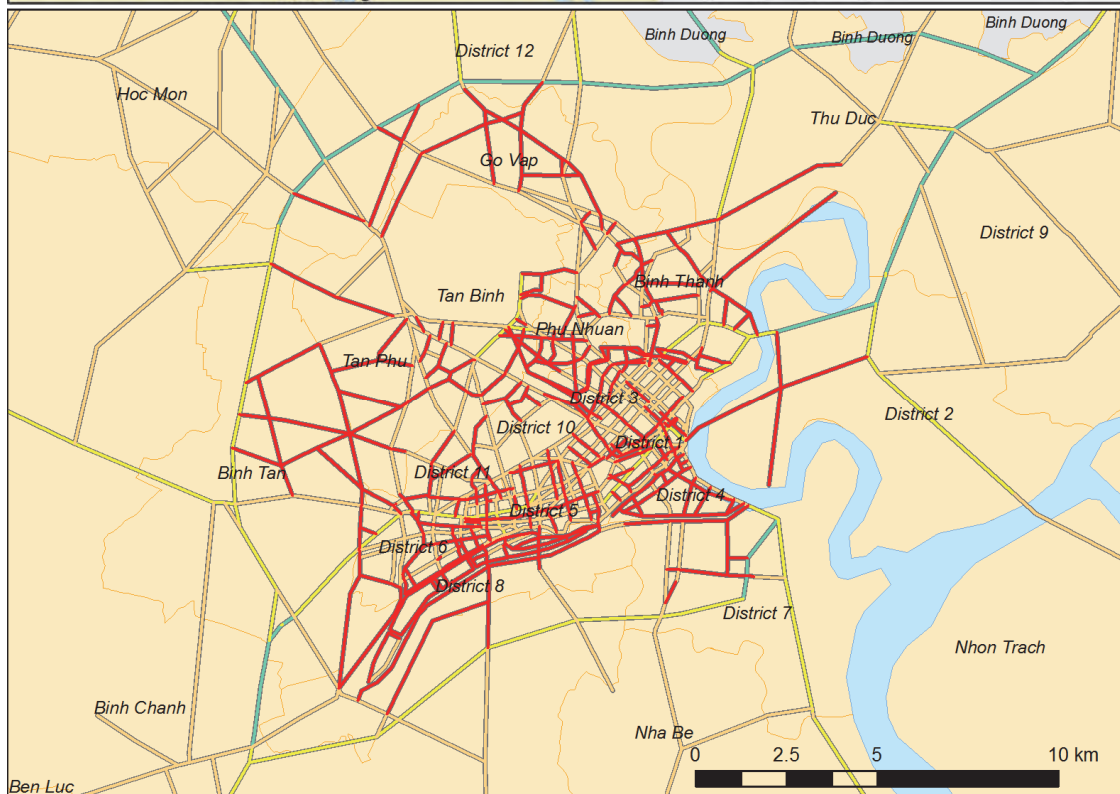 Binh Duong
Binh Duong
Binh Duong
District 12
Hoc Mon
Thu Duc
Go Vap
District 9
Binh Thanh
Tan Binh
Phu Nhuan
Tan Phu
District 3
District 2
District 10
District 1
Binh Tan
District 11
District 4
District 5
District 6
District 8
District 7
Nhon Trach
Binh Chanh
Nha Be
0 2.5 5 10 km
Ben Luc